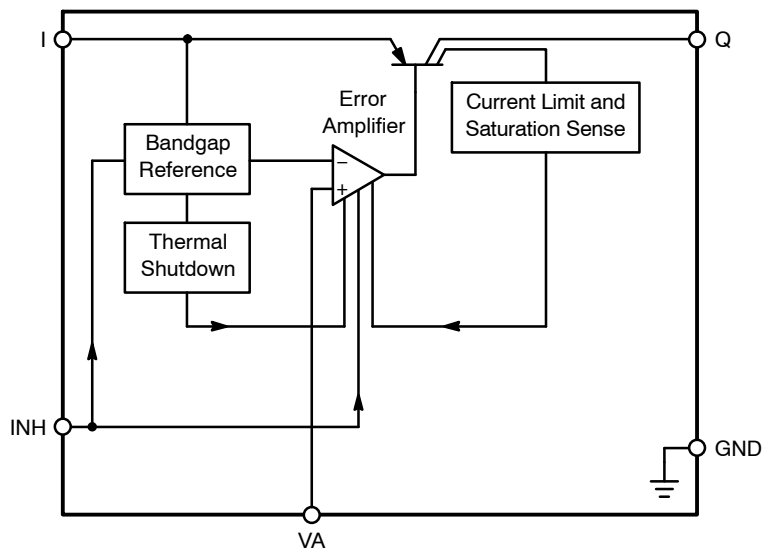 I
Q
Error
Amplifier
Current Limit and
Saturation Sense
Bandgap
Reference
−
+
Thermal
Shutdown
INH
GND
VA